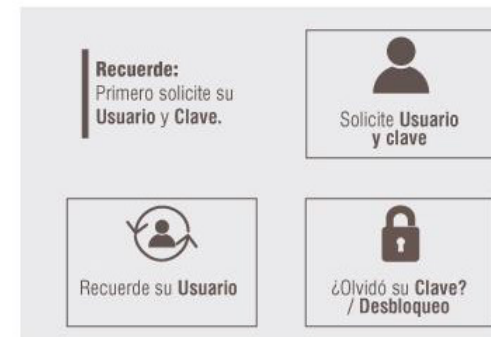 Recuerde:
Primero solicite su
Usuario y Clave.
Solicite Usuario
y clave
Recuerde su Usuario
¿Olvidó su Clave?
/ Desbloqueo